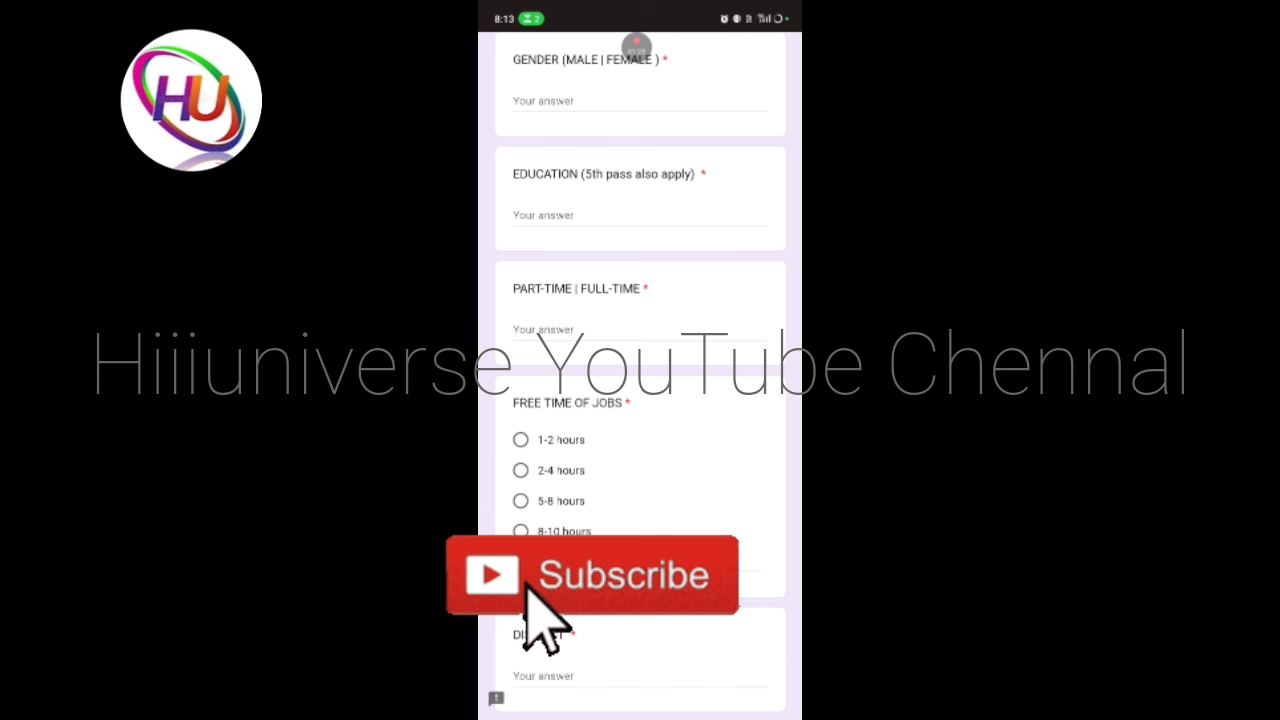 8:13 2
GENDER (MALE | FEMALE ) *
Your answer
HU
EDUCATION (5th pass also apply) *
Your answer
PART-TIME | FULL-TIME *
Your answer
Hiiiuniverse YouTube Chennal
FREE TIME OF JOBS *
1-2 hours
2-4 hours
5-8 hours
8-10 hours
Subscribe
Your answer